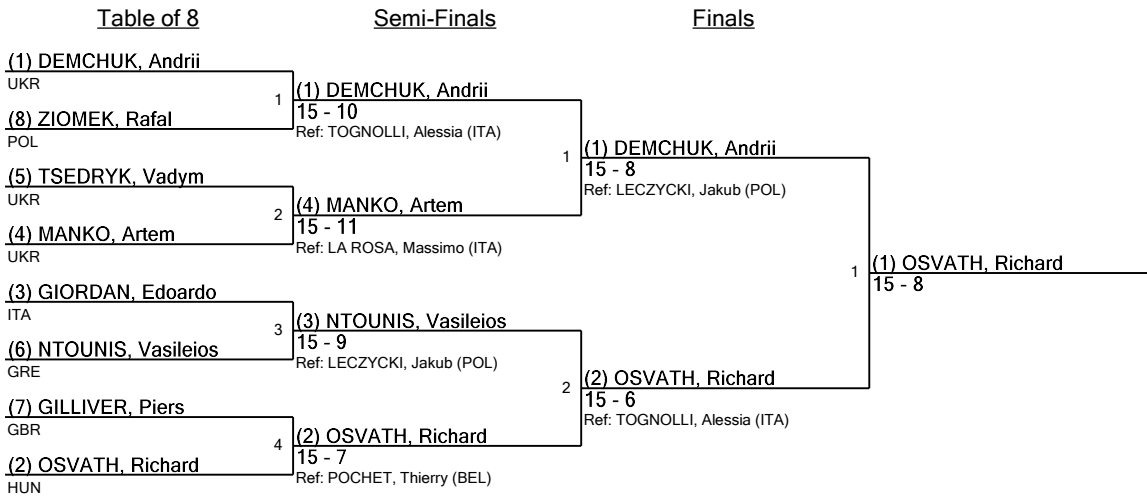 Table of 8
Semi-Finals
Finals
(1) DEMCHUK, Andrii
UKR
(8) ZIOMEK, Rafal
POL
(5) TSEDRYK, Vadym
UKR
(4) MANKO, Artem
UKR
(3) GIORDAN, Edoardo
ITA
(6) NTOUNIS, Vasileios
GRE
(7) GILLIVER, Piers
GBR
(2) OSVATH, Richard
HUN
1
(1) DEMCHUK, Andrii
15 - 10
Ref: TOGNOLLI, Alessia (ITA)
2
(4) MANKO, Artem
15 - 11
Ref: LA ROSA, Massimo (ITA)
3
(3) NTOUNIS, Vasileios
15 - 9
Ref: LECZYCKI, Jakub (POL)
4
(2) OSVATH, Richard
15 - 7
Ref: POCHET, Thierry (BEL)
1
(1) DEMCHUK, Andrii
15 - 8
Ref: LECZYCKI, Jakub (POL)
2
(2) OSVATH, Richard
15 - 6
Ref: TOGNOLLI, Alessia (ITA)
1
(1) OSVATH, Richard
15 - 8